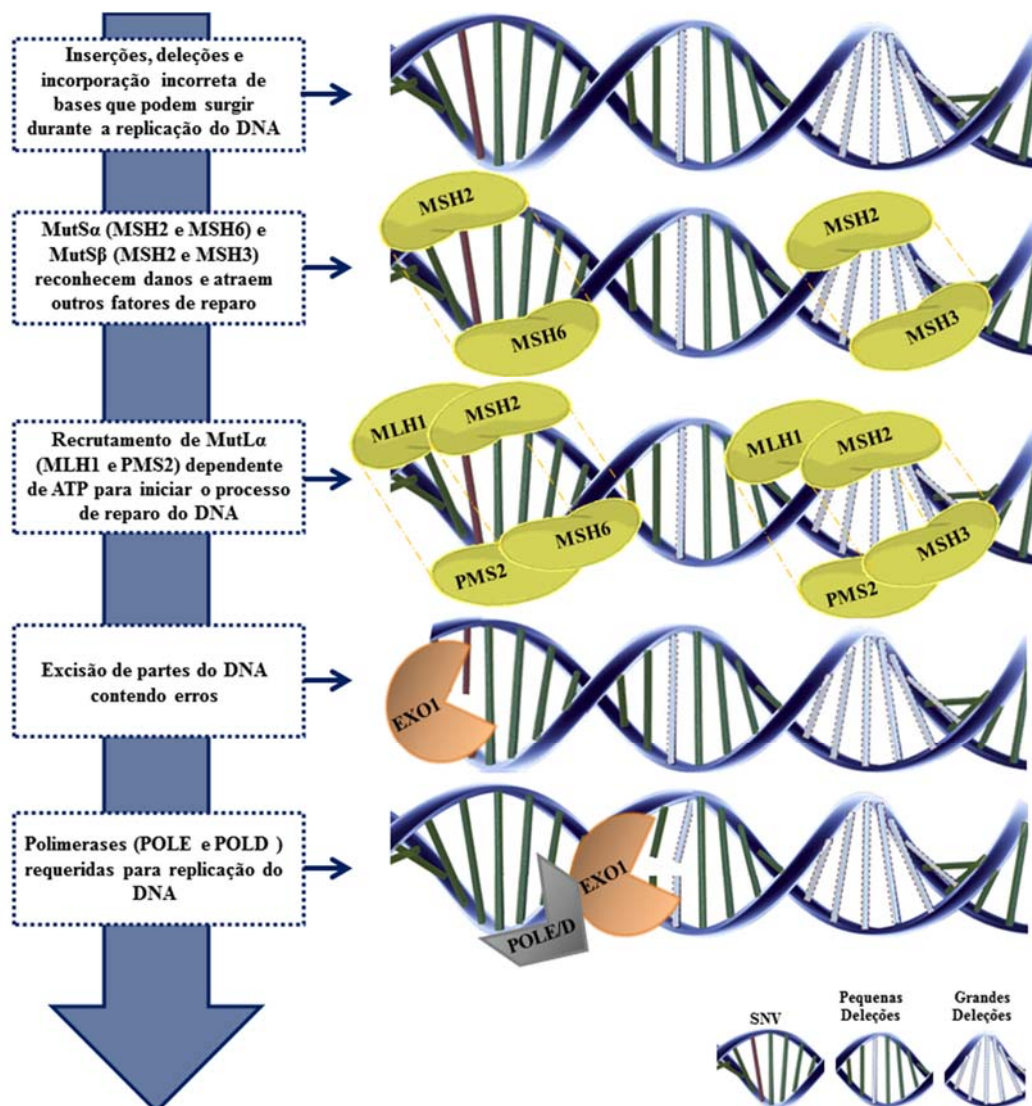 Inserções, deleções e
incorporação incorreta de
bases que podem surgir
durante a replicação do DNA
MutSα (MSH2 e MSH6) e
MutSβ (MSH2 e MSH3)
reconhecem danos e atraem
outros fatores de reparo
MSH2
MSH6
MSH2
MSH3
Recrutamento de MutLα
(MLH1 e PMS2) dependente
de ATP para iniciar o processo
de reparo do DNA
MLH1
MSH2
PMS2
MSH6
MLH1
MSH2
PMS2
MSH3
Excisão de partes do DNA
contendo erros
EXO1
Polimerases (POLE e POLD )
requeridas para replicação do
DNA
POLE/D
EXO1
SNV
Pequenas
Deleções
Grandes
Deleções